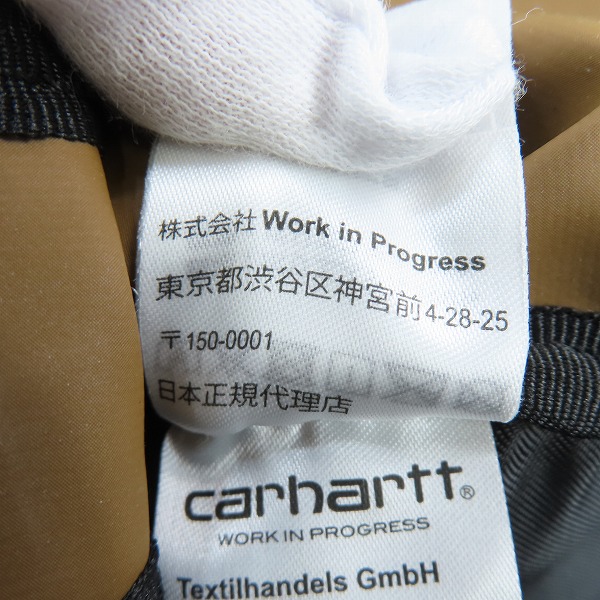 株式会社 Work in Progress
東京都渋谷区神宮前4-28-25
〒150-0001
日本正規代理店
carhartt®
WORK IN PROGRESS
Textilhandels GmbH